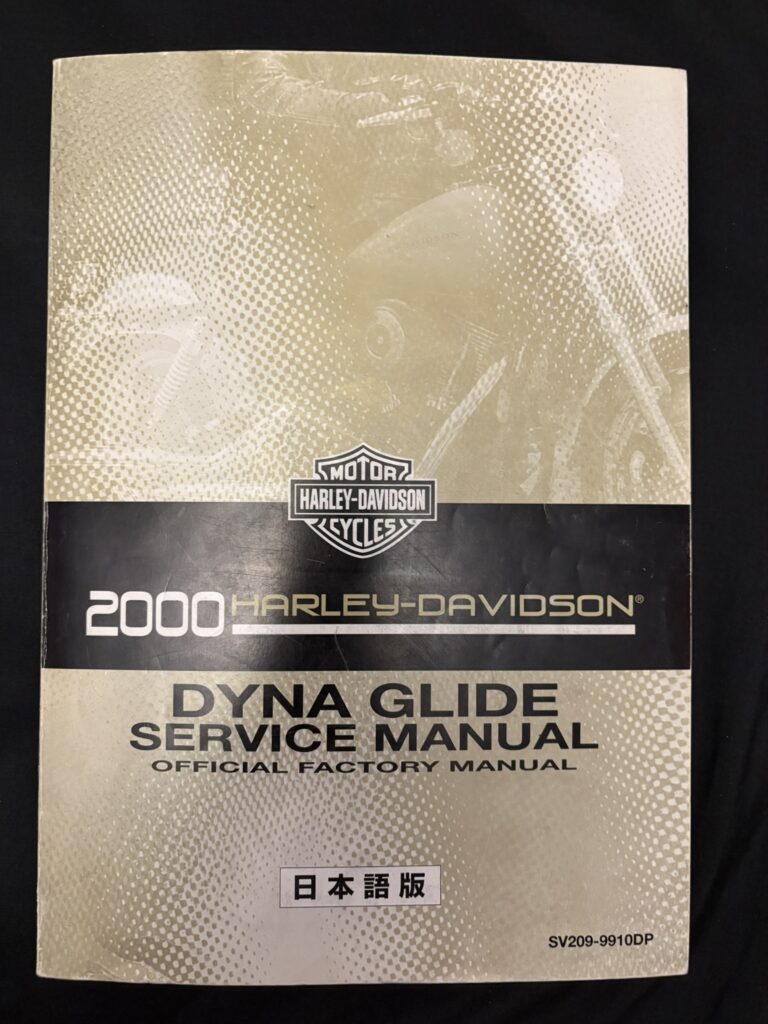 MOTOR
HARLEY-DAVIDSON
CYCLES
2000 HARLEY-DAVIDSON®
DYNA GLIDE
SERVICE MANUAL
OFFICIAL FACTORY MANUAL
日本語版
SV209-9910DP